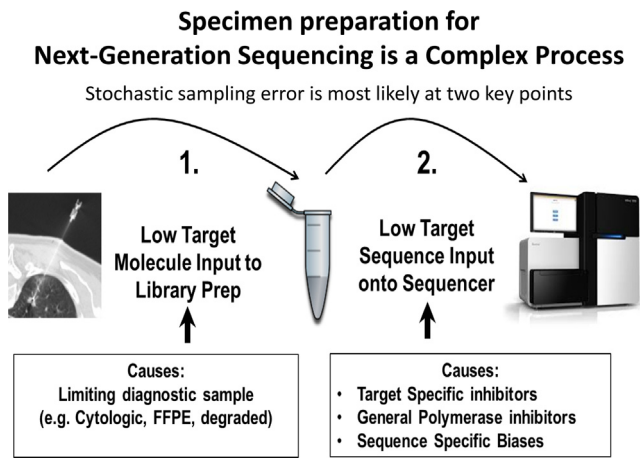 Specimen preparation for
Next-Generation Sequencing is a Complex Process
Stochastic sampling error is most likely at two key points
1.
2.
Low Target
Molecule Input to
Library Prep
Low Target
Sequence Input
onto Sequencer
Causes:
Limiting diagnostic sample
(e.g. Cytologic, FFPE, degraded)
Causes:
• Target Specific inhibitors
• General Polymerase inhibitors
• Sequence Specific Biases